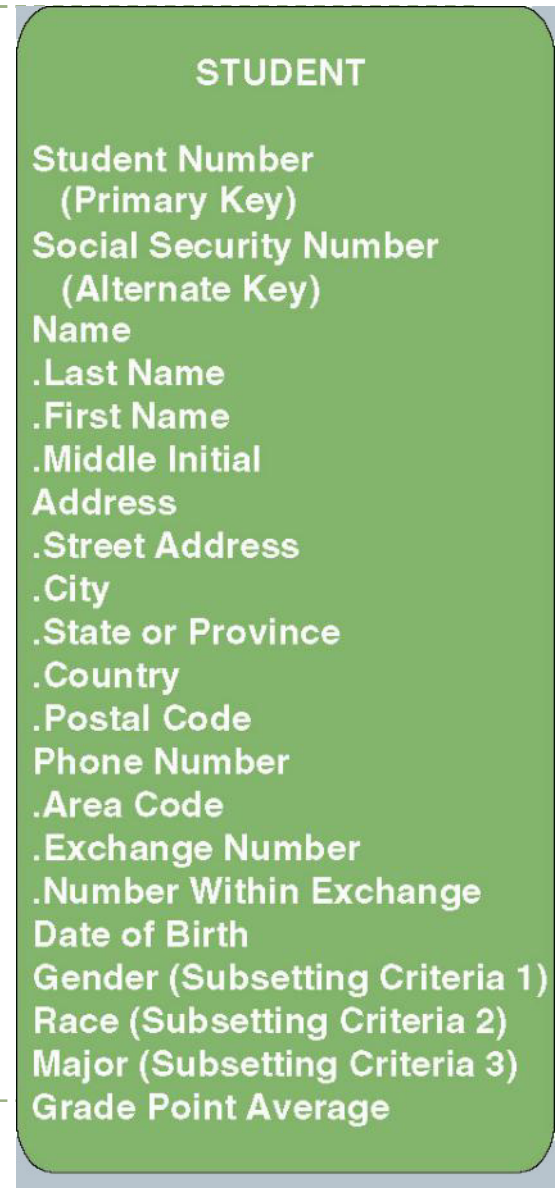 STUDENT
Student Number
(Primary Key)
Social Security Number
(Alternate Key)
Name
.Last Name
.First Name
.Middle Initial
Address
.Street Address
.City
.State or Province
.Country
.Postal Code
Phone Number
.Area Code
.Exchange Number
.Number Within Exchange
Date of Birth
Gender (Subsetting Criteria 1)
Race (Subsetting Criteria 2)
Major (Subsetting Criteria 3)
Grade Point Average